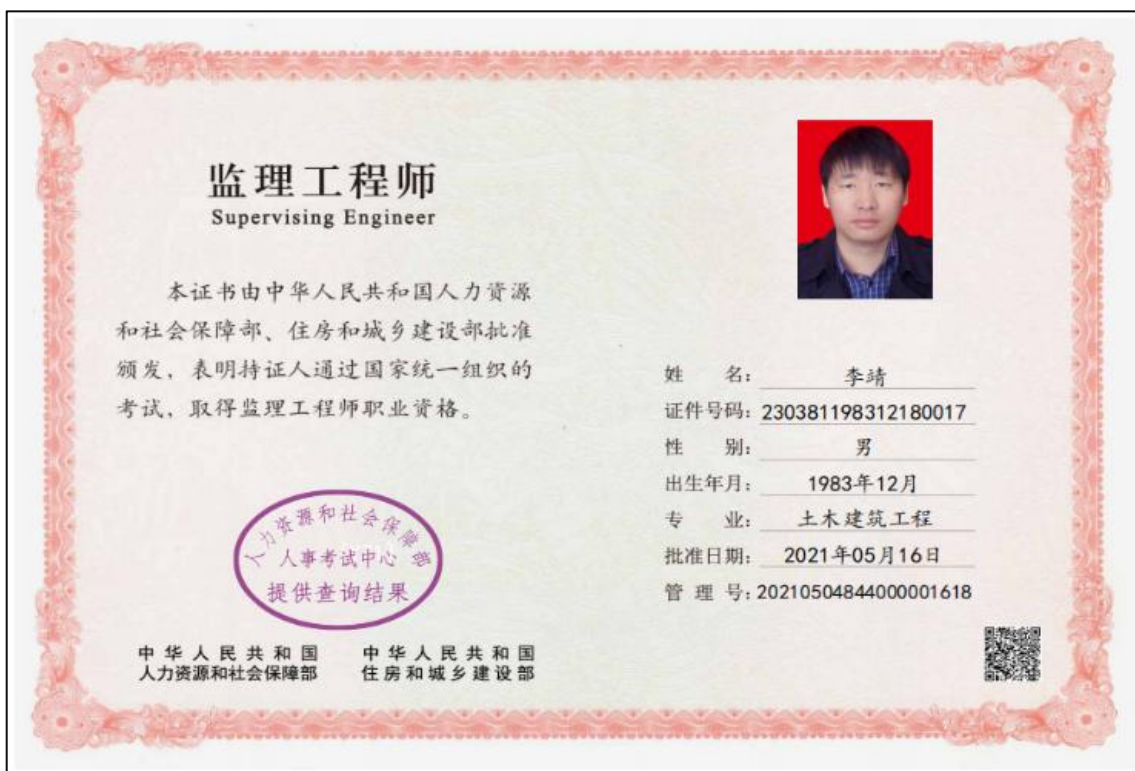 监理工程师
Supervising Engineer
本证书由中华人民共和国人力资源
和社会保障部、住房和城乡建设部批准
颁发，表明持证人通过国家统一组织的
考试，取得监理工程师职业资格。
人力资源和社会保障部
人事考试中心
提供查询结果
中华人民共和国
人力资源和社会保障部
中华人民共和国
住房和城乡建设部
姓 名：李靖
证件号码：230381198312180017
性 别：男
出生年月：1983年12月
专 业：土木建筑工程
批准日期：2021年05月16日
管 理 号：20210504844000001618